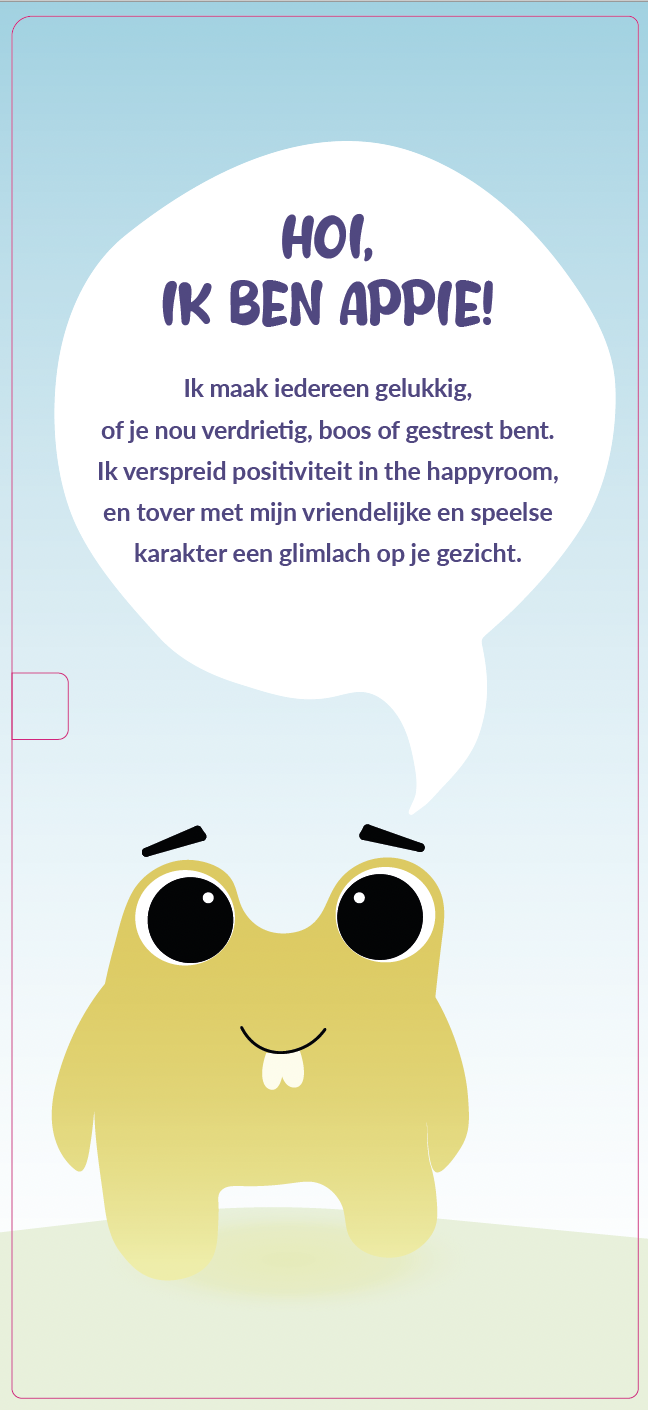 HOI,
IK BEN APPIE!
Ik maak iedereen gelukkig,
of je nou verdrietig, boos of gestrest bent.
Ik verspreid positiviteit in the happyroom,
en tover met mijn vriendelijke en speelse
karakter een glimlach op je gezicht.